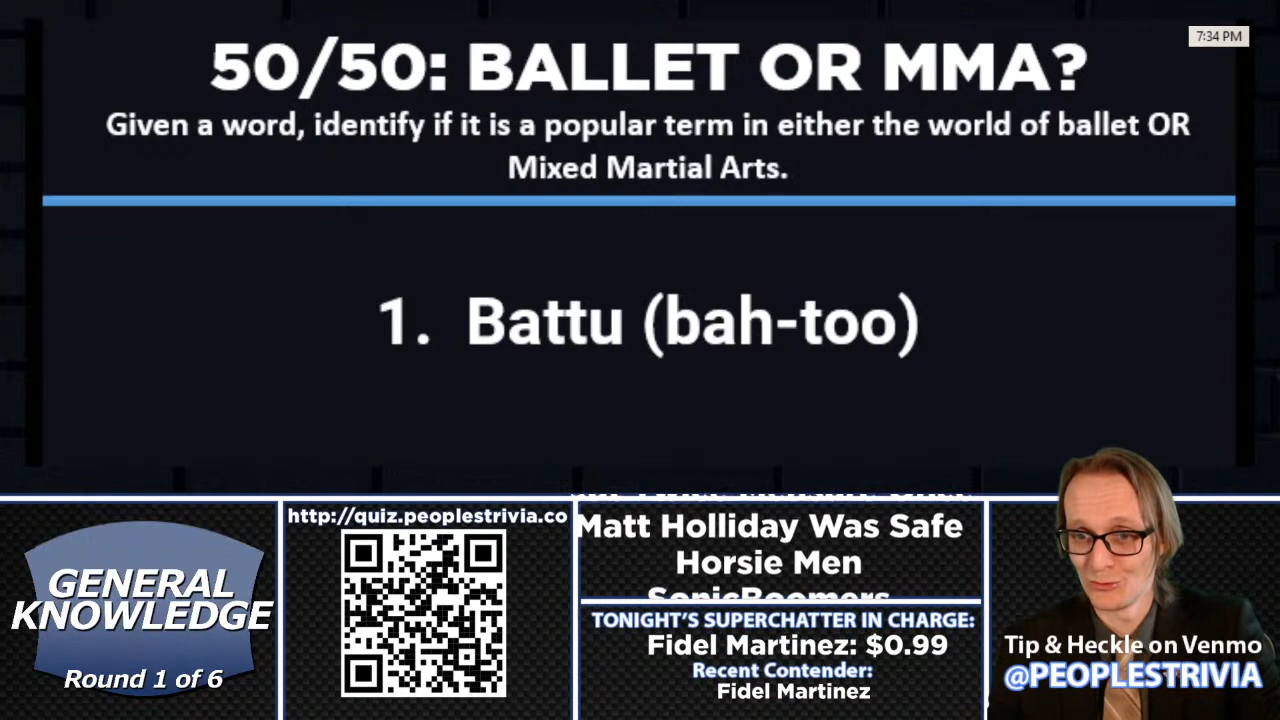 50/50: BALLET OR MMA?
7:34 PM
Given a word, identify if it is a popular term in either the world of ballet OR
Mixed Martial Arts.
1. Battu (bah-too)
GENERAL
KNOWLEDGE
Round 1 of 6
http://quiz.peoplestrivia.co
Matt Holliday Was Safe
Horsie Men
SonicBoomers
TONIGHT'S SUPERCHATTER IN CHARGE:
Fidel Martinez: $0.99
Recent Contender:
Fidel Martinez
Tip & Heckle on Venmo
@PEOPLESTRIVIA